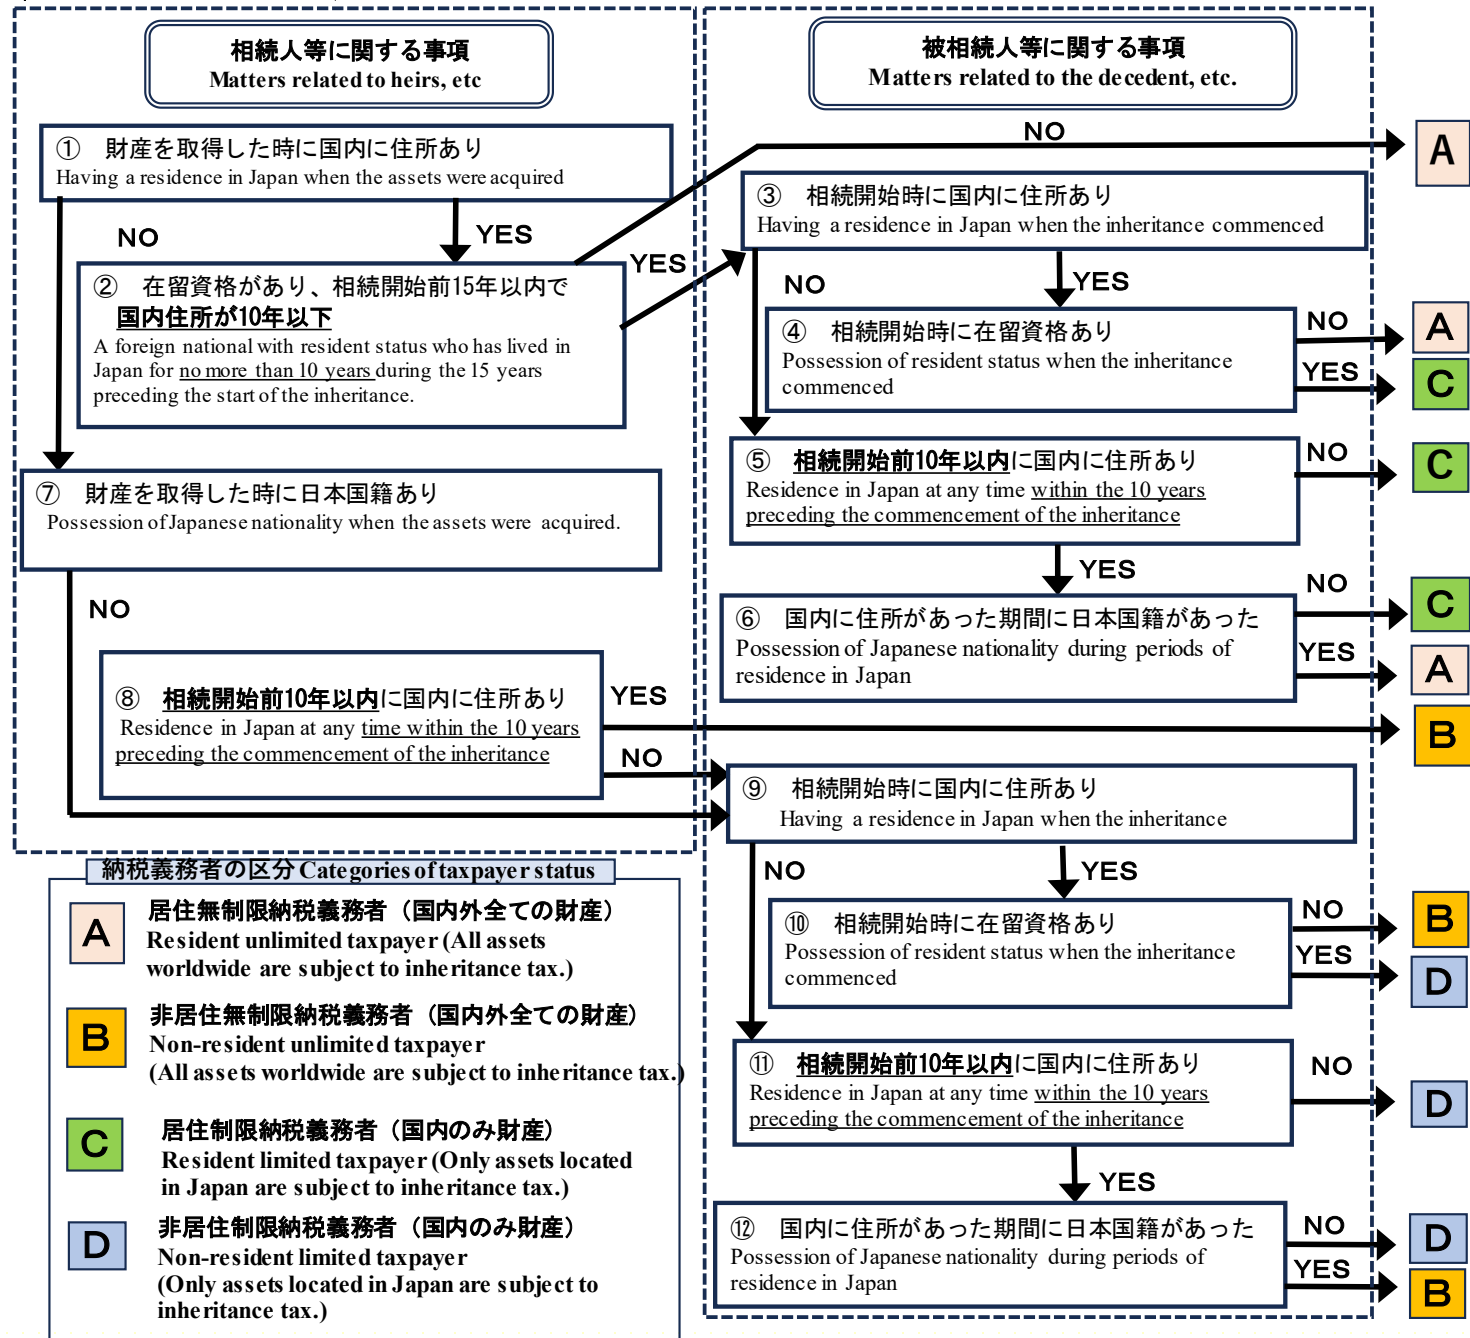 相続人等に関する事項
Matters related to heirs, etc
① 財産を取得した時に国内に住所あり
Having a residence in Japan when the assets were acquired
NO
YES
② 在留資格があり、相続開始前15年以内で
国内住所が10年以下
A foreign national with resident status who has lived in
Japan for no more than 10 years during the 15 years
preceding the start of the inheritance.
NO
YES
⑦ 財産を取得した時に日本国籍あり
Possession of Japanese nationality when the assets were acquired.
NO
⑧ 相続開始前10年以内に国内に住所あり
Residence in Japan at any time within the 10 years
preceding the commencement of the inheritance
YES
NO
被相続人等に関する事項
Matters related to the decedent, etc.
A
③ 相続開始時に国内に住所あり
Having a residence in Japan when the inheritance commenced
NO
YES
④ 相続開始時に在留資格あり
Possession of resident status when the inheritance
commenced
NO
A
YES
C
⑤ 相続開始前10年以内に国内に住所あり
Residence in Japan at any time within the 10 years
preceding the commencement of the inheritance
NO
C
YES
⑥ 国内に住所があった期間に日本国籍があった
Possession of Japanese nationality during periods of
residence in Japan
NO
C
YES
A
B
⑨ 相続開始時に国内に住所あり
Having a residence in Japan when the inheritance
NO
YES
⑩ 相続開始時に在留資格あり
Possession of resident status when the inheritance
commenced
NO
B
YES
D
⑪ 相続開始前10年以内に国内に住所あり
Residence in Japan at any time within the 10 years
preceding the commencement of the inheritance
NO
D
YES
⑫ 国内に住所があった期間に日本国籍があった
Possession of Japanese nationality during periods of
residence in Japan
NO
D
YES
B
納税義務者の区分 Categories of taxpayer status
A
居住無制限納税義務者（国内外全ての財産）
Resident unlimited taxpayer (All assets
worldwide are subject to inheritance tax.)
B
非居住無制限納税義務者（国内外全ての財産）
Non-resident unlimited taxpayer
(All assets worldwide are subject to inheritance tax.)
C
居住制限納税義務者（国内のみ財産）
Resident limited taxpayer (Only assets located
in Japan are subject to inheritance tax.)
D
非居住制限納税義務者（国内のみ財産）
Non-resident limited taxpayer
(Only assets located in Japan are subject to
inheritance tax.)